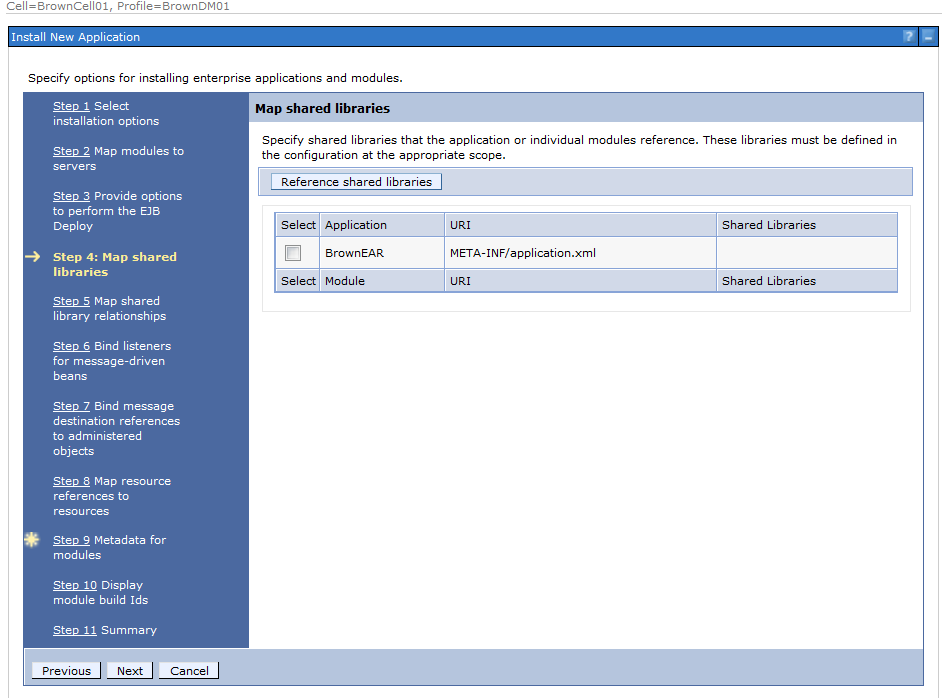 Cell=BrownCell01, Profile=BrownDM01
Install New Application
?
Specify options for installing enterprise applications and modules.
Step 1 Select
installation options
Step 2 Map modules to
servers
Step 3 Provide options
to perform the EJB
Deploy
Step 4: Map shared
libraries
Step 5 Map shared
library relationships
Step 6 Bind listeners
for message-driven
beans
Step 7 Bind message
destination references
to administered
objects
Step 8 Map resource
references to
resources
Step 9 Metadata for
modules
Step 10 Display
module build Ids
Step 11 Summary
Map shared libraries
Specify shared libraries that the application or individual modules reference. These libraries must be defined in
the configuration at the appropriate scope.
Reference shared libraries
Select Application URI Shared Libraries
BrownEAR META-INF/application.xml
Select Module URI Shared Libraries
Previous Next Cancel